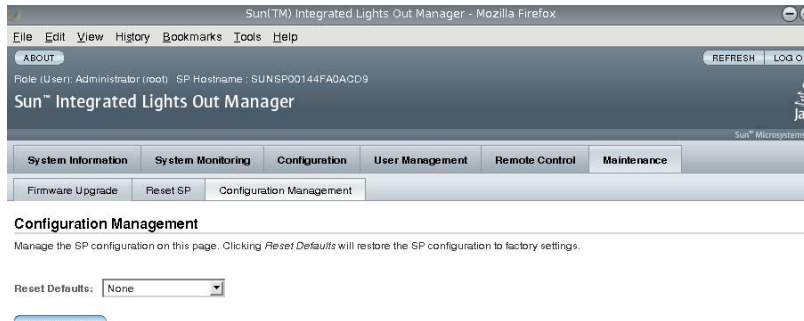 Sun(TM) Integrated Lights Out Manager - Mozilla Firefox
File Edit View History Bookmarks Tools Help
ABOUT
REFRESH
Role (User): Administrator (root) SP Hostname : SUNSP00144FA0ACD9
Sun™ Integrated Lights Out Manager
Sun™ Microsystems
System Information System Monitoring Configuration User Management Remote Control Maintenance
Firmware Upgrade Reset SP Configuration Management
Configuration Management
Manage the SP configuration on this page. Clicking Reset Defaults will restore the SP configuration to factory settings.
Reset Defaults: None